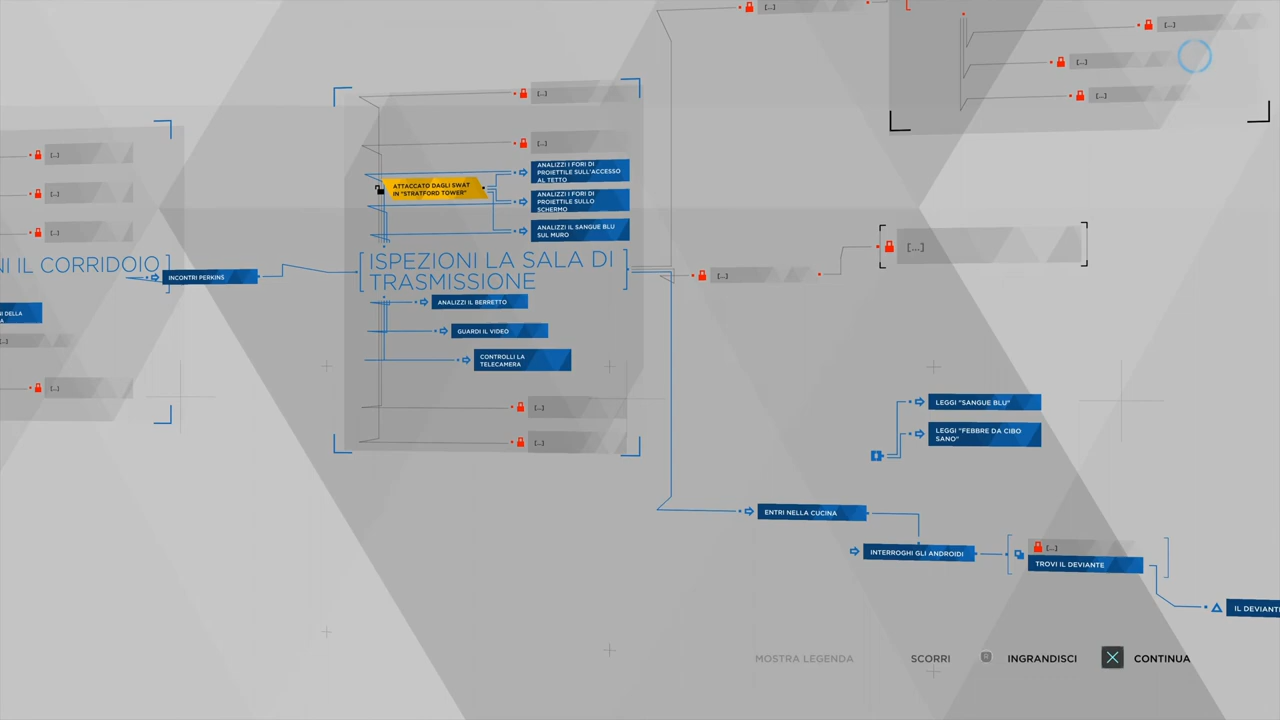 [...]
[...]
[...]
[...]
[...]
[...]
[...]
[...]
ATTACCATO DAGLI SWAT
IN "STRATFORD TOWER"
ANALIZZI I FORI DI
PROIETTILE SULL'ACCESSO
AL TETTO
ANALIZZI I FORI DI
PROIETTILE SULLO
SCHERMO
ANALIZZI IL SANGUE BLU
SUL MURO
[...]
[...]
NI IL CORRIDOIO
INCONTRI PERKINS
ISPEZIONI LA SALA DI
TRASMISSIONE
[...]
[...]
ANALIZZI IL BERRETTO
NI DELLA
A
GUARDI IL VIDEO
[...]
CONTROLLI LA
TELECAMERA
[...]
[...]
[...]
LEGGI "SANGUE BLU"
LEGGI "FEBBRE DA CIBO
SANO"
ENTRI NELLA CUCINA
INTERROGHI GLI ANDROIDI
[...]
TROVI IL DEVIANTE
IL DEVIANT
MOSTRA LEGENDA
SCORRI
R
INGRANDISCI
CONTINUA